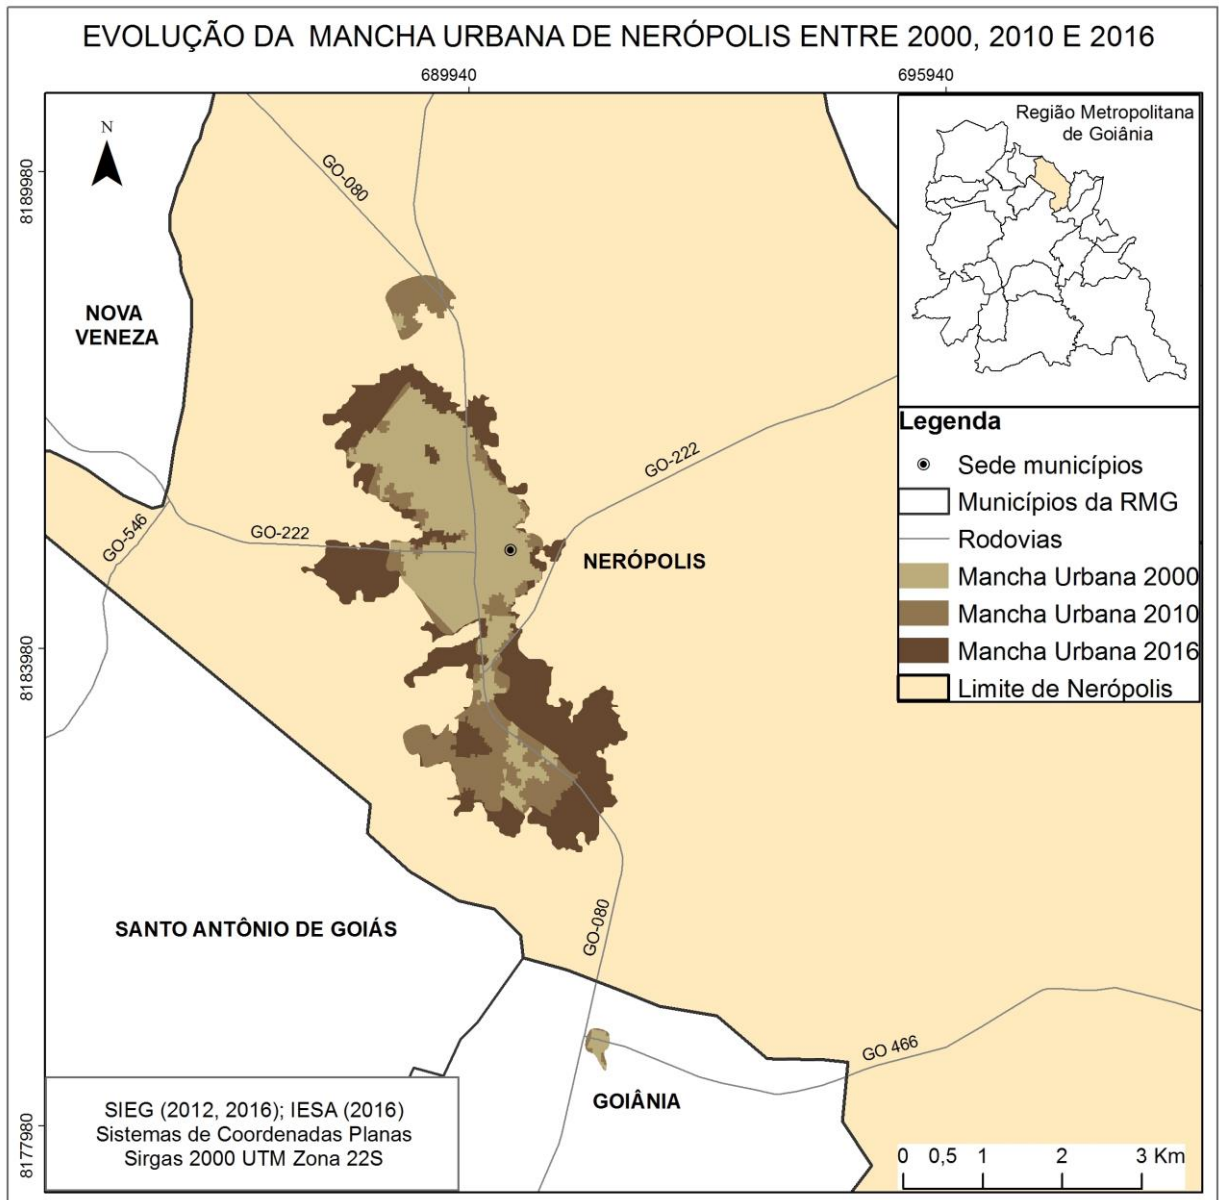 EVOLUÇÃO DA MANCHA URBANA DE NERÓPOLIS ENTRE 2000, 2010 E 2016
689940
695940
N
8189980
8183980
8177980
GO-080
NOVA
VENEZA
GO-222
GO-546
GO-222
NERÓPOLIS
SANTO ANTÔNIO DE GOIÁS
GO-080
GO 466
GOIÂNIA
Região Metropolitana
de Goiânia
Legenda
Sede municípios
Municípios da RMG
Rodovias
Mancha Urbana 2000
Mancha Urbana 2010
Mancha Urbana 2016
Limite de Nerópolis
SIEG (2012, 2016); IESA (2016)
Sistemas de Coordenadas Planas
Sirgas 2000 UTM Zona 22S
0 0,5 1 2 3 Km